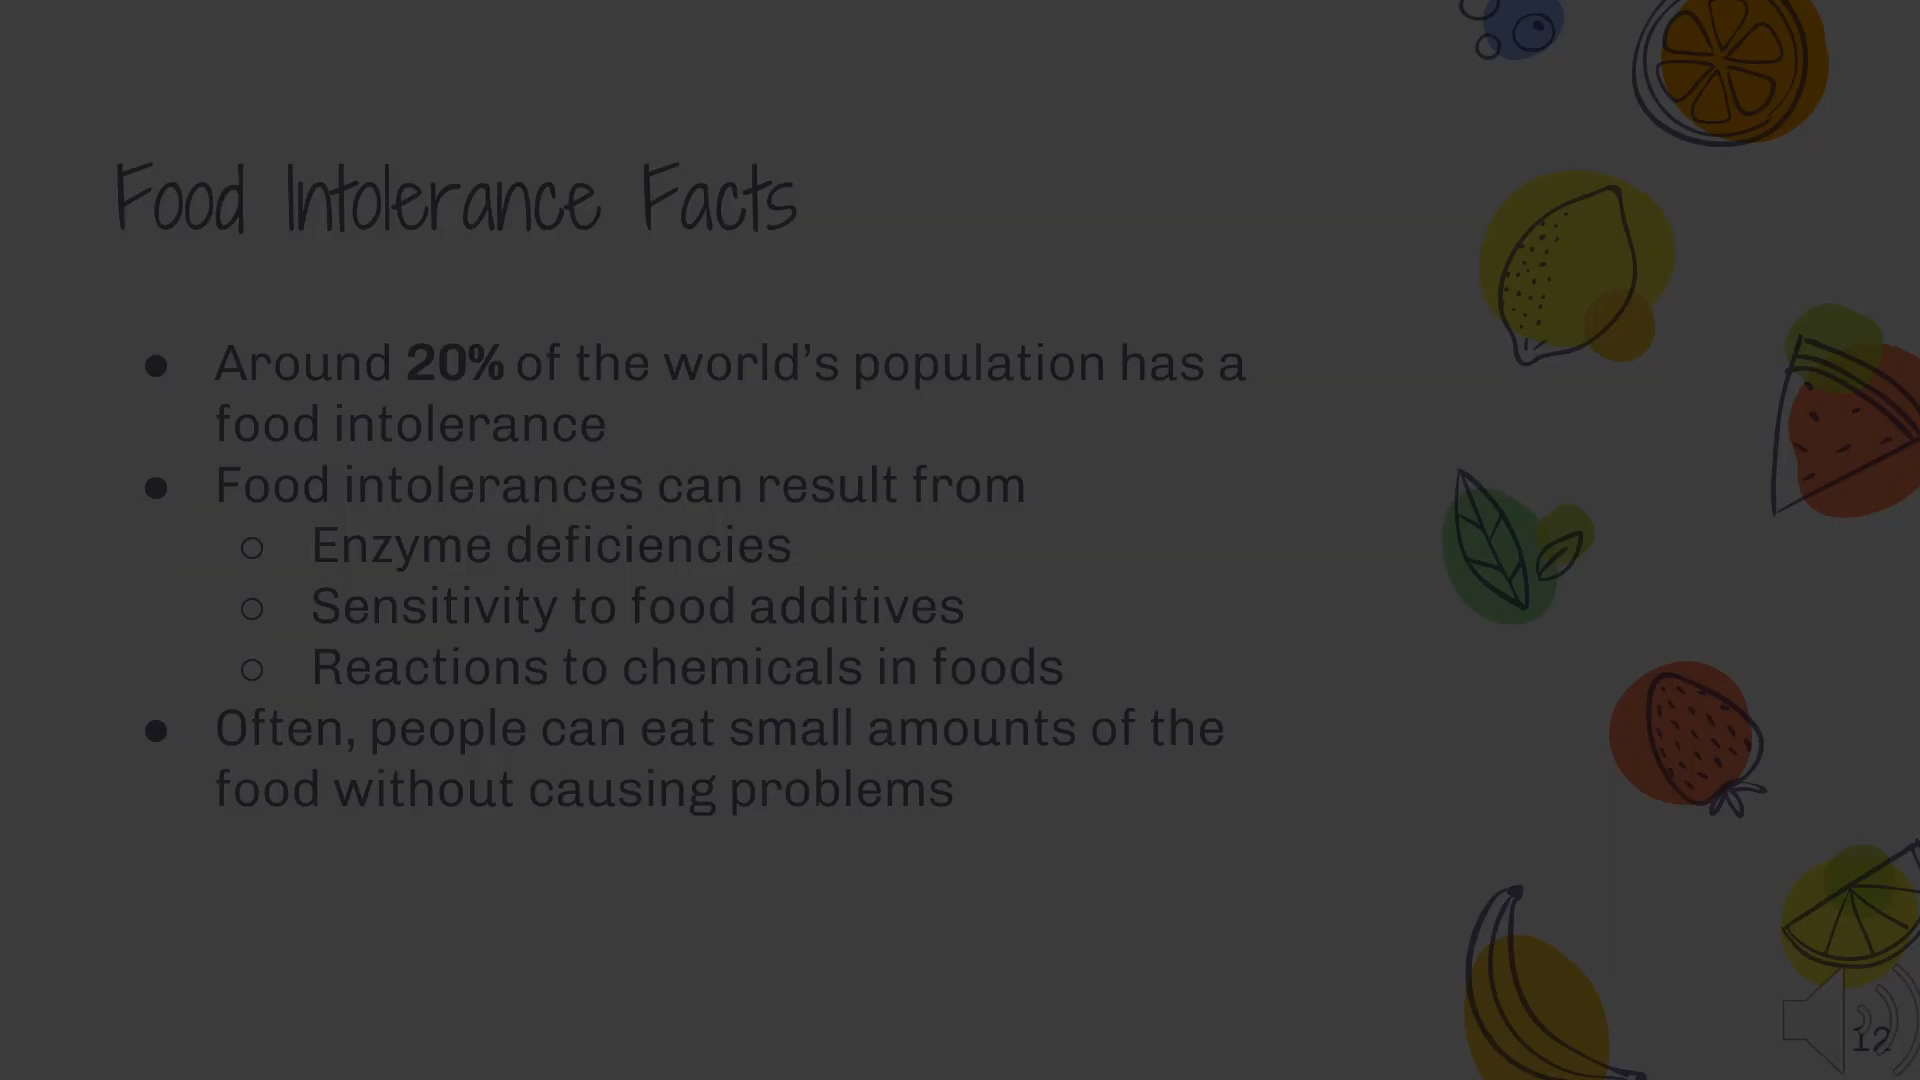 Food Intolerance Facts
● Around 20% of the world’s population has a
food intolerance
● Food intolerances can result from
○ Enzyme deficiencies
○ Sensitivity to food additives
○ Reactions to chemicals in foods
● Often, people can eat small amounts of the
food without causing problems
12